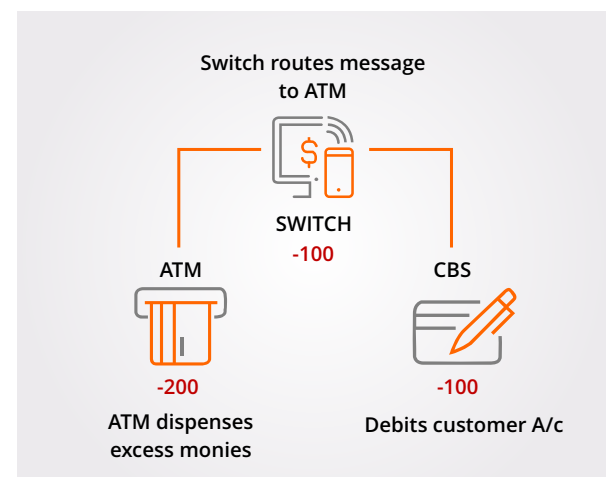 Switch routes message
to ATM
$
SWITCH
-100
ATM
CBS
-200
-100
ATM dispenses
excess monies
Debits customer A/c